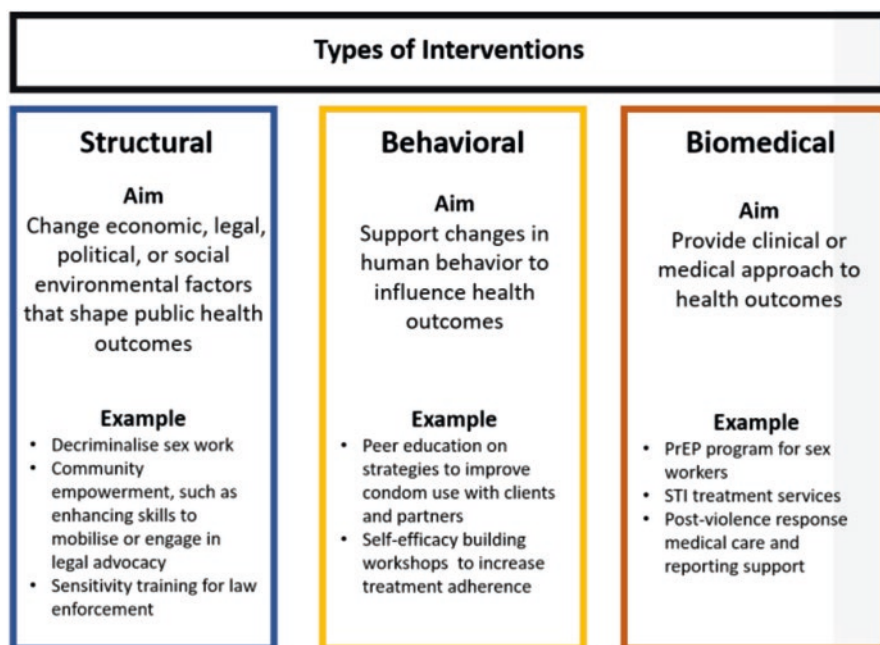 Types of Interventions
Structural
Aim
Change economic, legal,
political, or social
environmental factors
that shape public health
outcomes
Example
• Decriminalise sex work
• Community
empowerment, such as
enhancing skills to
mobilise or engage in
legal advocacy
• Sensitivity training for law
enforcement
Behavioral
Aim
Support changes in
human behavior to
influence health
outcomes
Example
• Peer education on
strategies to improve
condom use with clients
and partners
• Self-efficacy building
workshops to increase
treatment adherence
Biomedical
Aim
Provide clinical or
medical approach to
health outcomes
Example
• PrEP program for sex
workers
• STI treatment services
• Post-violence response
medical care and
reporting support